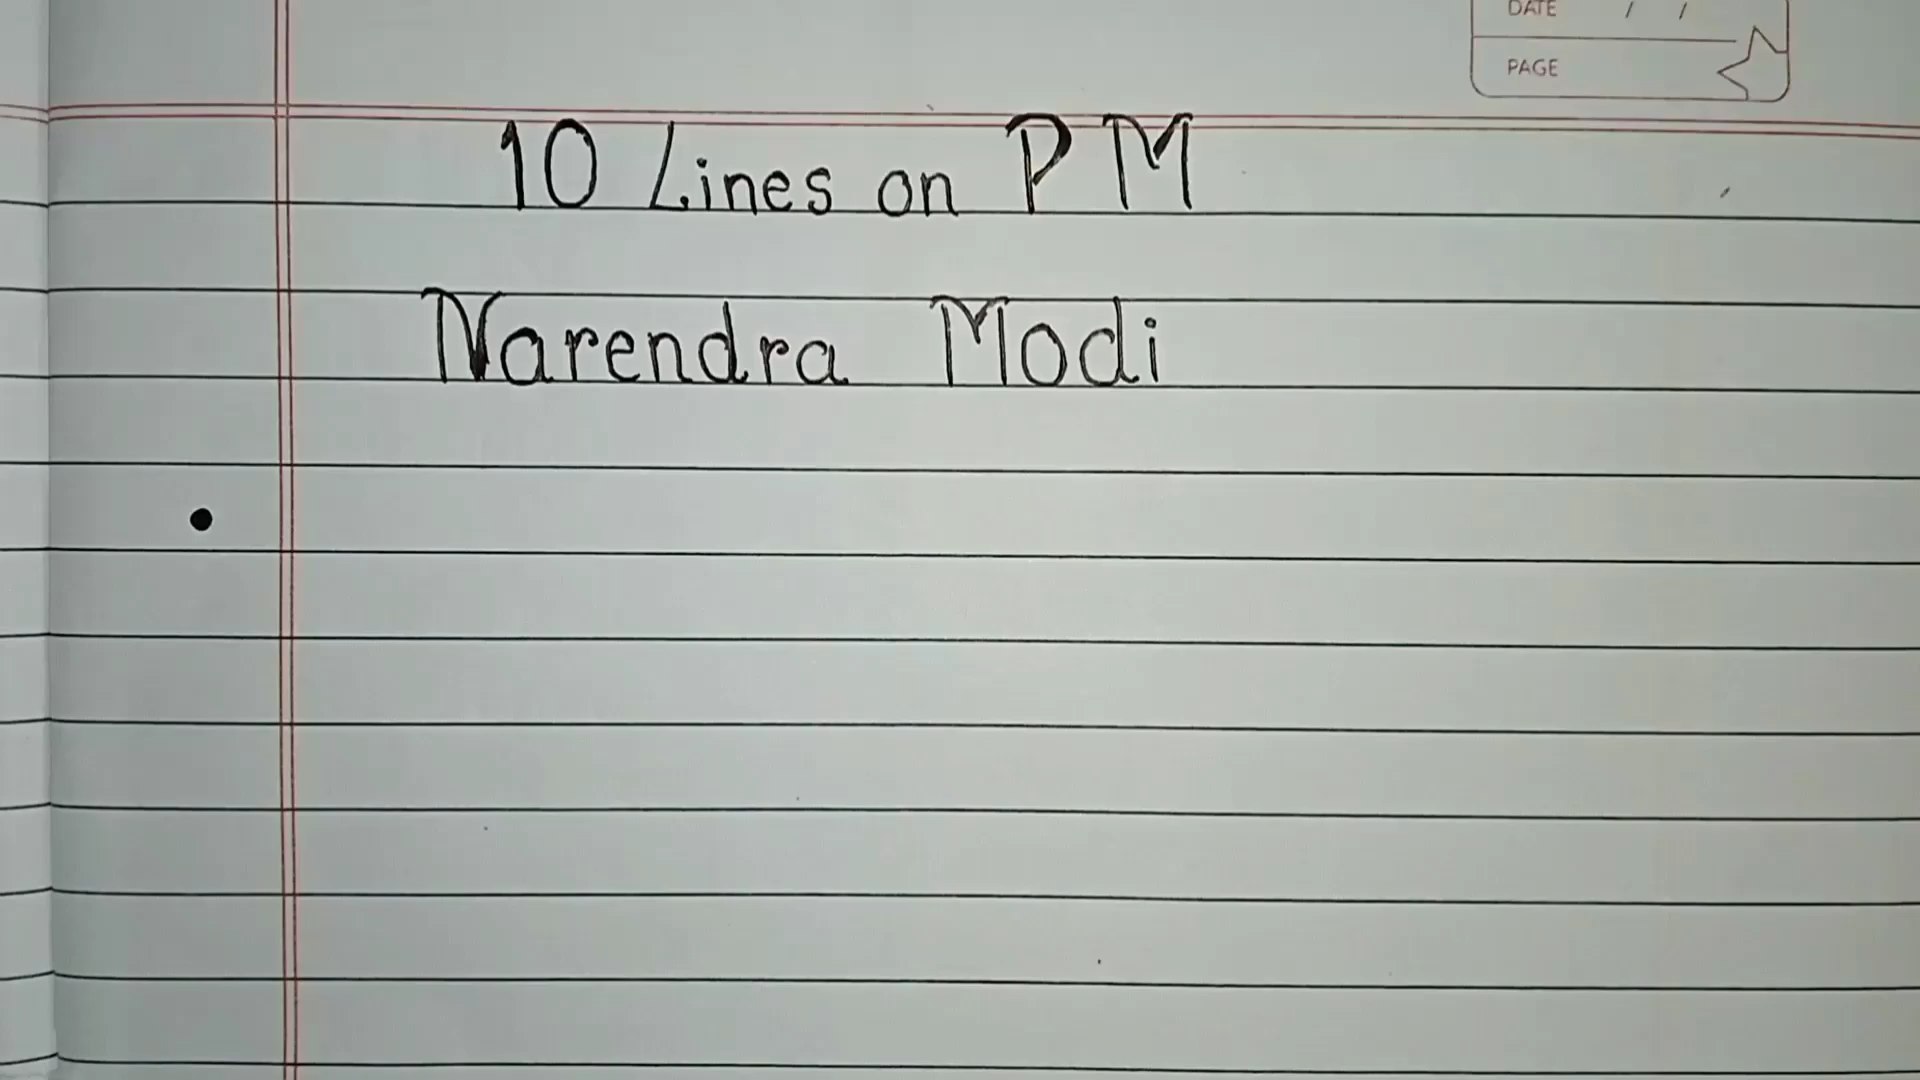 DATE / /
PAGE
10 Lines on PM
Narendra Modi